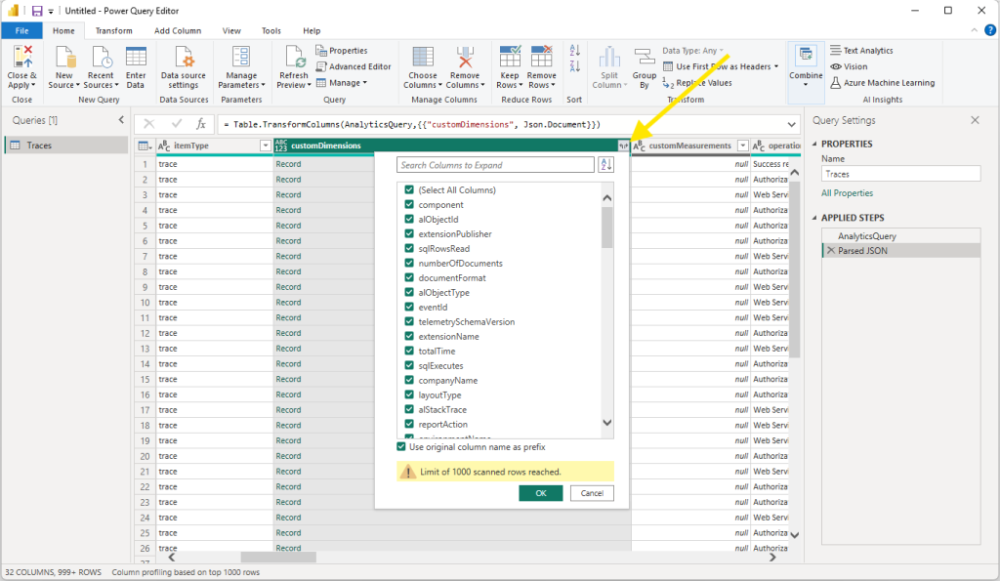 Untitled - Power Query Editor
File Home Transform Add Column View Tools Help
Close & Apply
New Source
Recent Sources
Enter Data
Data source settings
Manage Parameters
Refresh Preview
Properties
Advanced Editor
Manage
Choose Columns
Remove Columns
Keep Rows
Remove Rows
Split Column
Group By
Data Type: Any
Use First Row as Headers
Replace Values
Combine
Text Analytics
Vision
Azure Machine Learning
Close New Query Data Sources Parameters Query Manage Columns Reduce Rows Sort Transform AI Insights
Queries [1]
Traces
fx = Table.TransformColumns(AnalyticsQuery,{{"customDimensions", Json.Document}})
ABC itemType ABC 123 customDimensions ABC customMeasurements ABC operation
1 trace Record null Success re
2 trace Record null Authoriza
3 trace Record null Web Servi
4 trace Record null Authoriza
5 trace Record null Web Servi
6 trace Record null Authoriza
7 trace Record null Web Servi
8 trace Record null Authoriza
9 trace Record null Web Servi
10 trace Record null Authoriza
11 trace Record null Web Servi
12 trace Record null Authoriza
13 trace Record null Web Servi
14 trace Record null Authoriza
15 trace Record null Authoriza
16 trace Record null Authoriza
17 trace Record null Web Servi
18 trace Record null Web Servi
19 trace Record null Web Servi
20 trace Record null Authoriza
21 trace Record null Web Servi
22 trace Record null Authoriza
23 trace Record null Authoriza
24 trace Record null Web Servi
25 trace Record null Authoriza
26 trace Record null Authoriza
27
Search Columns to Expand
(Select All Columns)
component
alObjectId
extensionPublisher
sqlRowsRead
numberOfDocuments
documentFormat
alObjectType
eventId
telemetrySchemaVersion
extensionName
totalTime
sqlExecutes
companyName
layoutType
alStackTrace
reportAction
environmentName
Use original column name as prefix
Limit of 1000 scanned rows reached.
OK Cancel
Query Settings
PROPERTIES
Name
Traces
All Properties
APPLIED STEPS
AnalyticsQuery
Parsed JSON
32 COLUMNS, 999+ ROWS Column profiling based on top 1000 rows